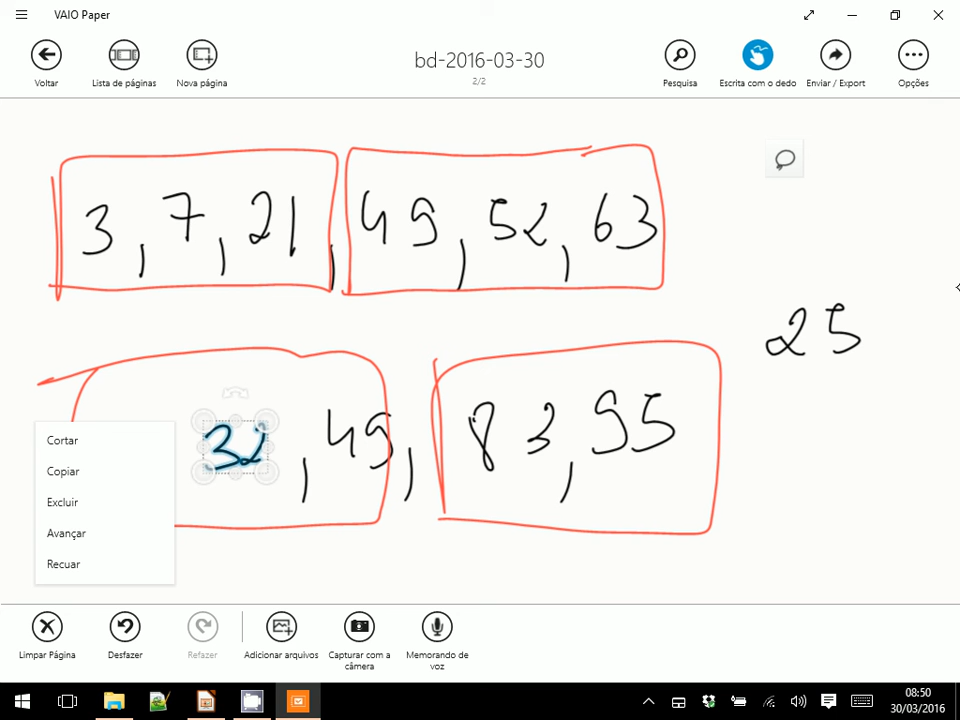 VAIO Paper
Voltar
Lista de páginas
Nova página
bd-2016-03-30
2/2
Pesquisa
Escrita com o dedo
Enviar / Export
Opções
3, 7, 21, 49, 52, 63
25
32, 49, 83, 95
Cortar
Copiar
Excluir
Avançar
Recuar
Limpar Página
Desfazer
Refazer
Adicionar arquivos
Capturar com a
câmera
Memorando de
voz
08:50
30/03/2016